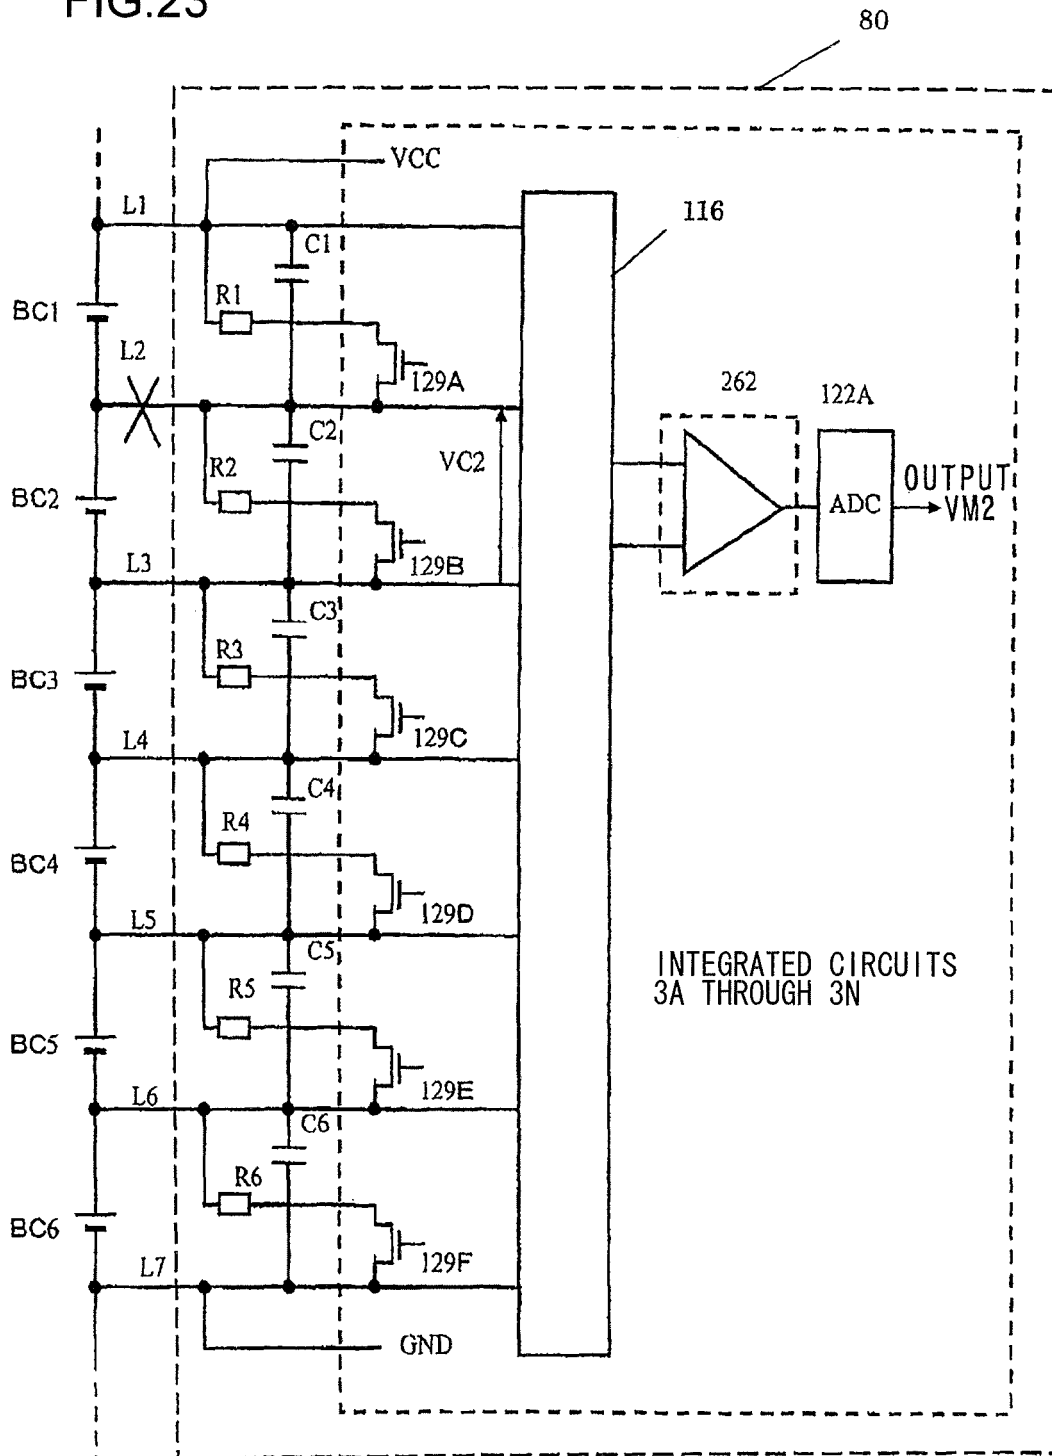 FIG.23
80
VCC
L1
C1
116
R1
BC1
L2
129A
262
122A
C2
VC2
R2
OUTPUT
BC2
ADC
VM2
129B
L3
C3
R3
BC3
129C
L4
C4
R4
BC4
129D
L5
C5
INTEGRATED CIRCUITS
3A THROUGH 3N
R5
BC5
129E
L6
C6
R6
BC6
129F
L7
GND